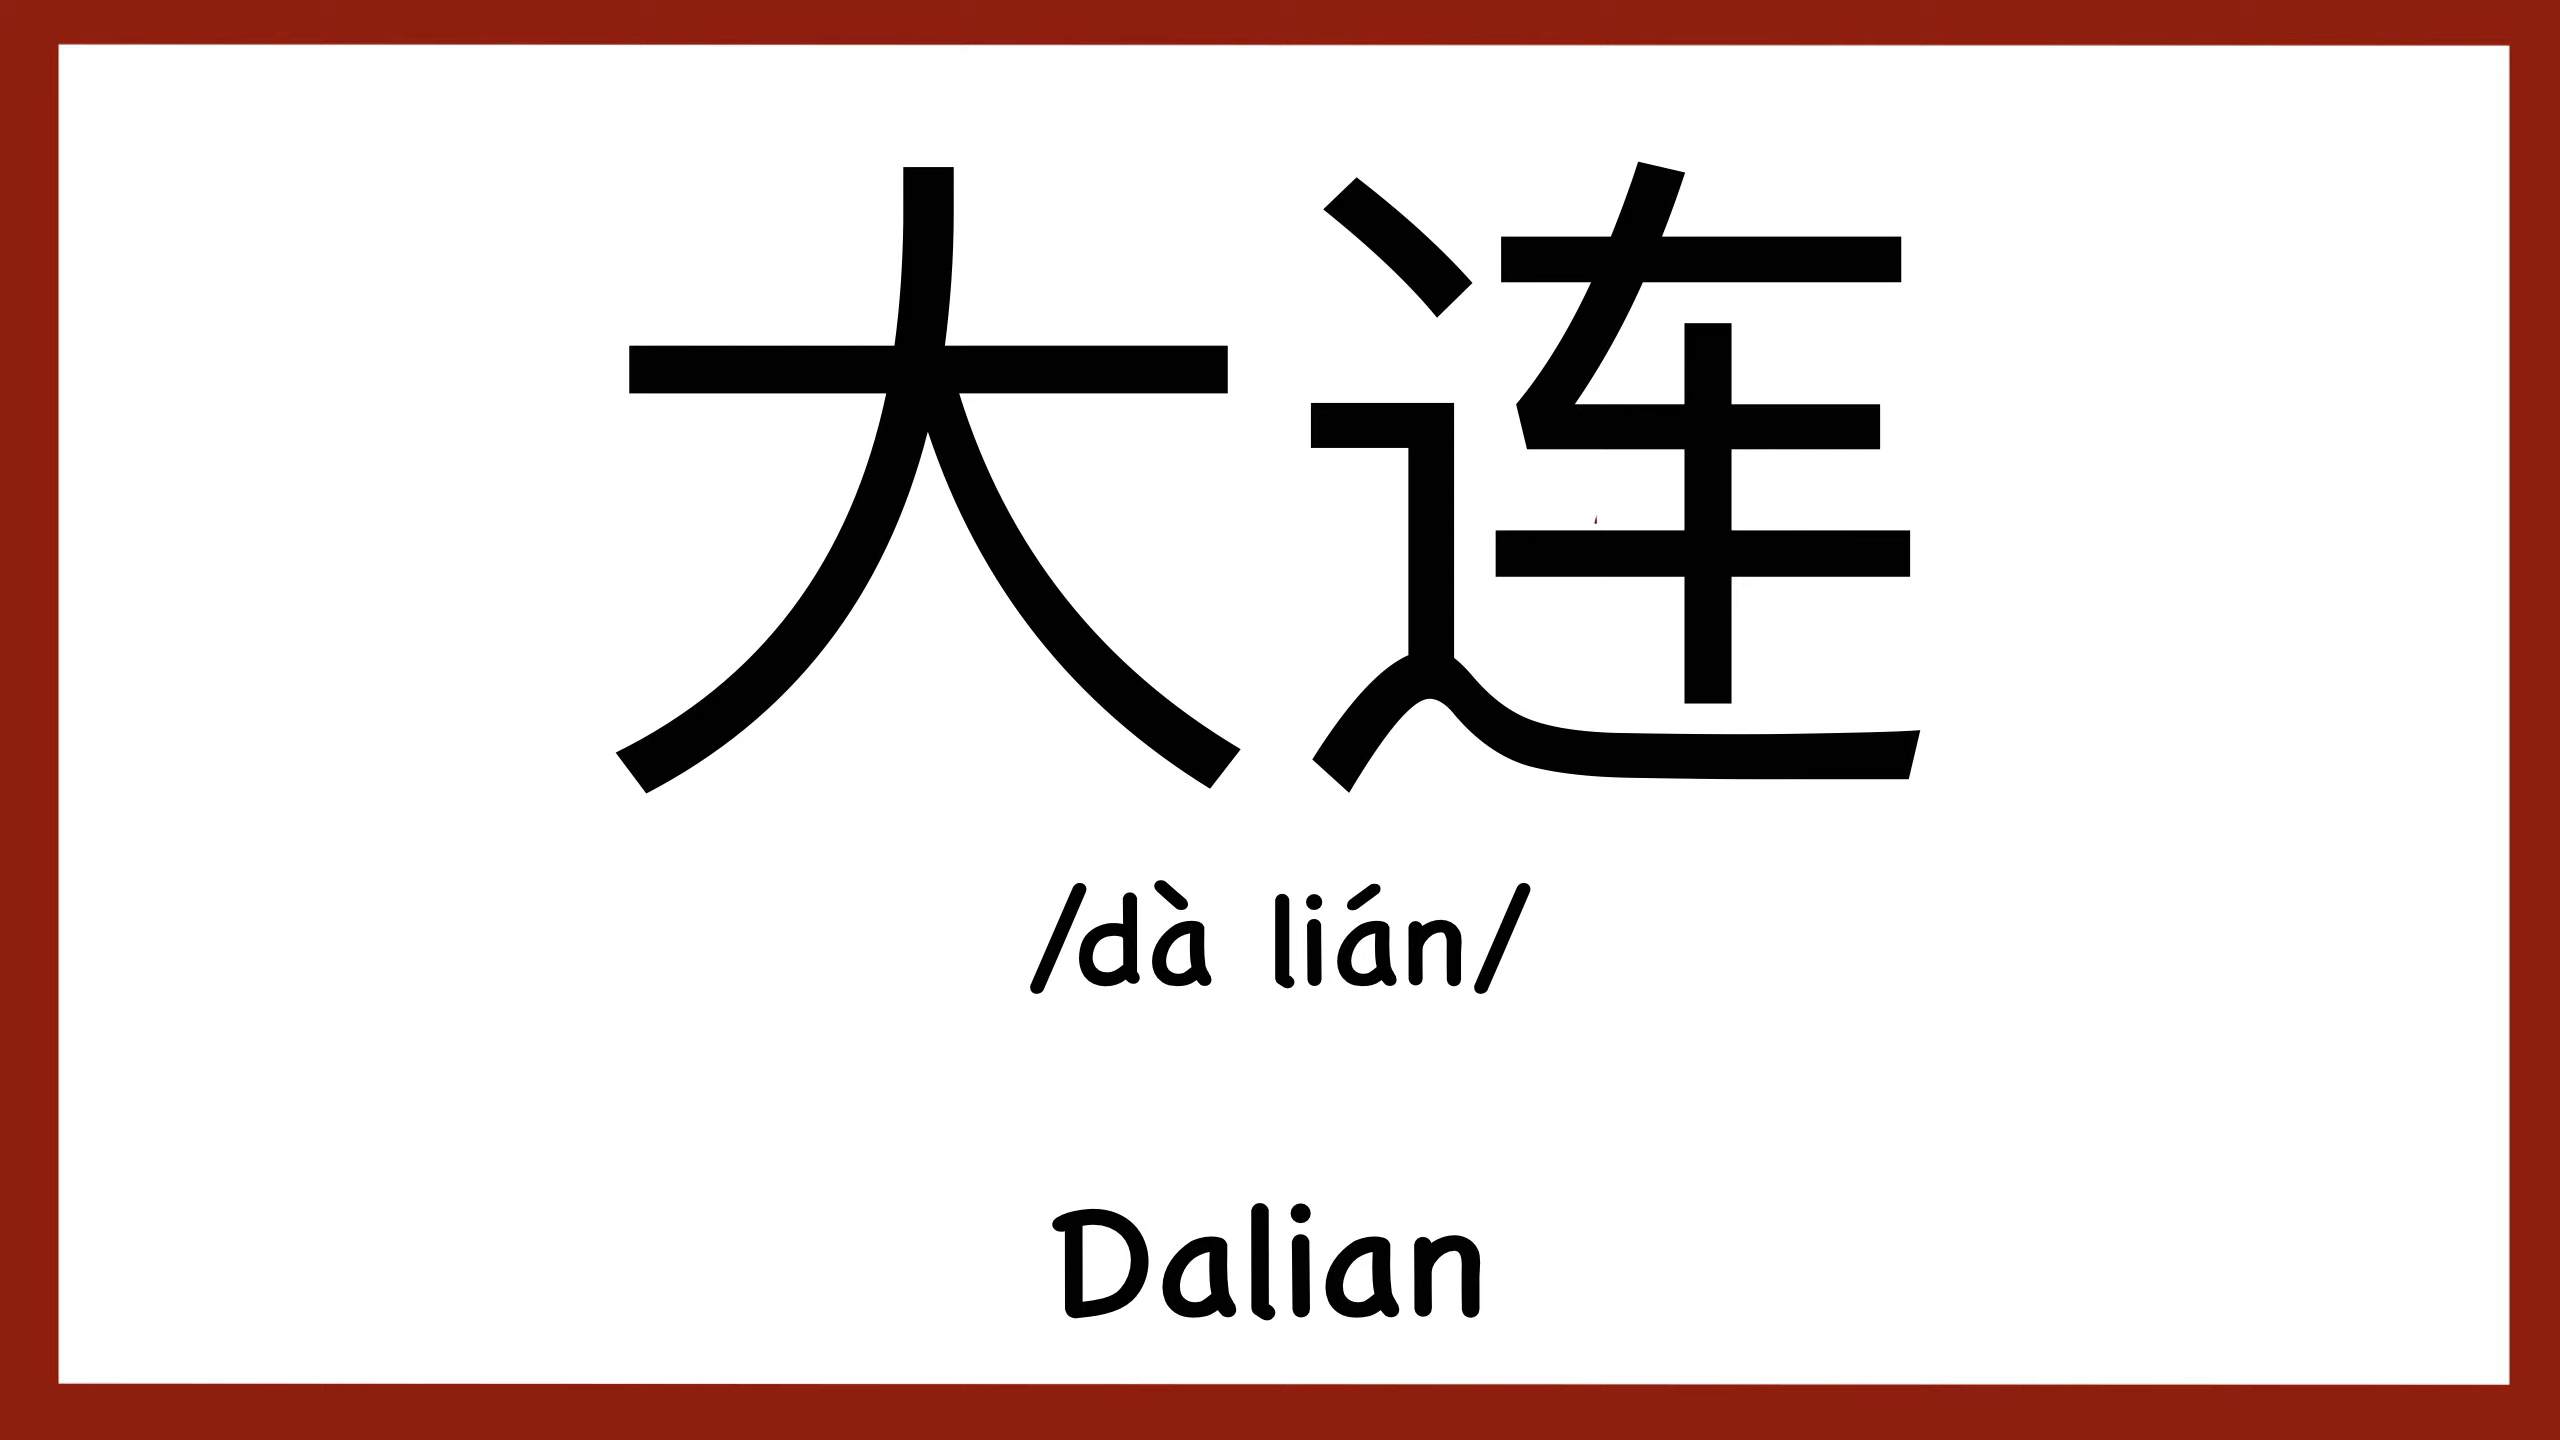 大连
/dà lián/
Dalian